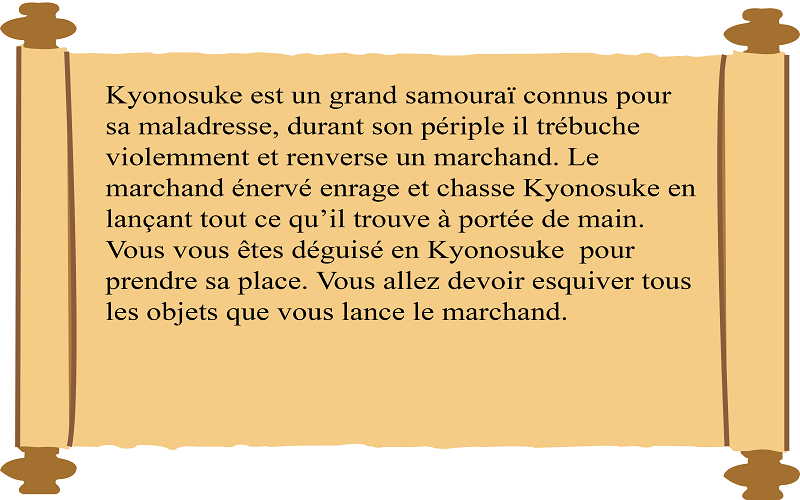 Kyonosuke est un grand samouraï connus pour
sa maladresse, durant son périple il trébuche
violemment et renverse un marchand. Le
marchand énervé enrage et chasse Kyonosuke en
lançant tout ce qu’il trouve à portée de main.
Vous vous êtes déguisé en Kyonosuke  pour
prendre sa place. Vous allez devoir esquiver tous
les objets que vous lance le marchand.